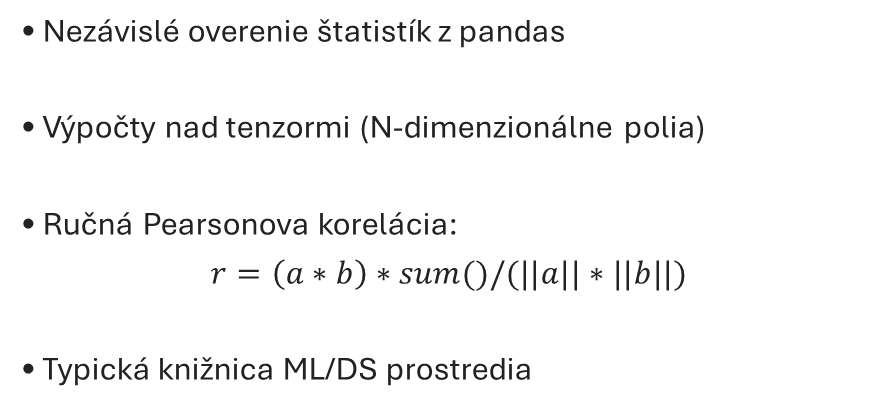 • Nezávislé overenie štatistík z pandas
• Výpočty nad tenzormi (N-dimenzionálne polia)
• Ručná Pearsonova korelácia:
r = (a * b) * sum()/(||a|| * ||b||)
• Typická knižnica ML/DS prostredia